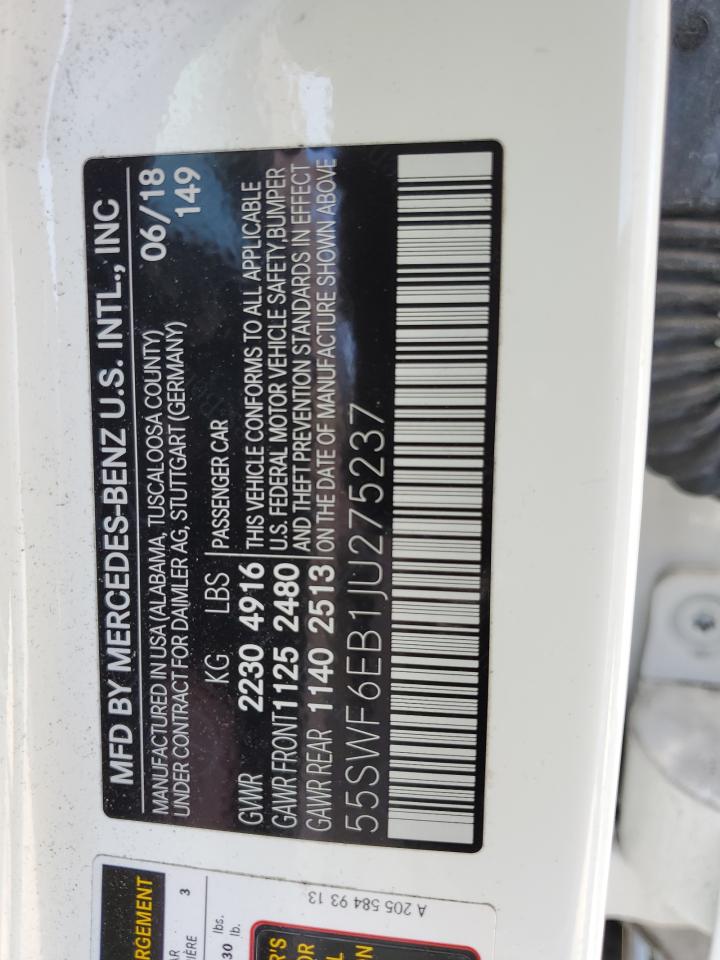 MFD BY MERCEDES-BENZ U.S. INTL., INC
MANUFACTURED IN USA (ALABAMA, TUSCALOOSA COUNTY) 06/18
UNDER CONTRACT FOR DAIMLER AG, STUTTGART (GERMANY) 149
KG LBS PASSENGER CAR
GVWR 2230 4916 THIS VEHICLE CONFORMS TO ALL APPLICABLE
GAWR FRONT 1125 2480 U.S. FEDERAL MOTOR VEHICLE SAFETY, BUMPER
GAWR REAR 1140 2513 AND THEFT PREVENTION STANDARDS IN EFFECT
ON THE DATE OF MANUFACTURE SHOWN ABOVE
55SWF6EB1JU275237
A 205 584 93 13
3
lbs.
lb.